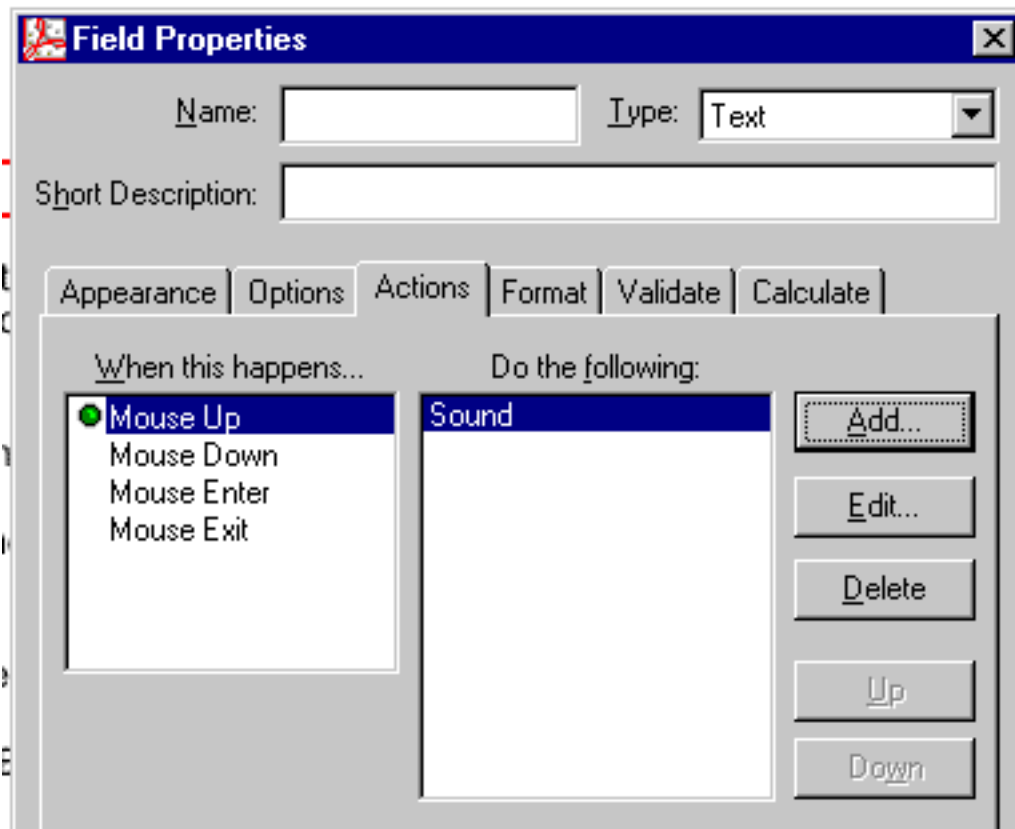 Field Properties
Name: Type: Text
Short Description:
Appearance Options Actions Format Validate Calculate
When this happens... Do the following:
Mouse Up Sound Add...
Mouse Down
Mouse Enter Edit...
Mouse Exit
Delete
Up
Down